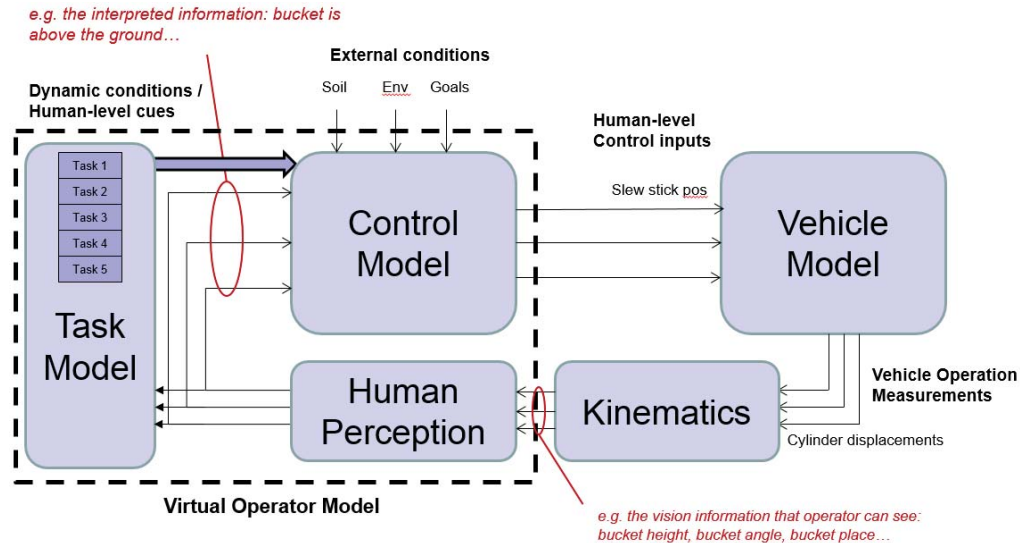 e.g. the interpreted information: bucket is
above the ground…
External conditions
Soil Env Goals
Dynamic conditions /
Human-level cues
Human-level
Control inputs
Task 1
Task 2
Task 3
Task 4
Task 5
Task
Model
Control
Model
Slew stick pos
Vehicle
Model
Human
Perception
Kinematics
Vehicle Operation
Measurements
Cylinder displacements
Virtual Operator Model
e.g. the vision information that operator can see:
bucket height, bucket angle, bucket place…